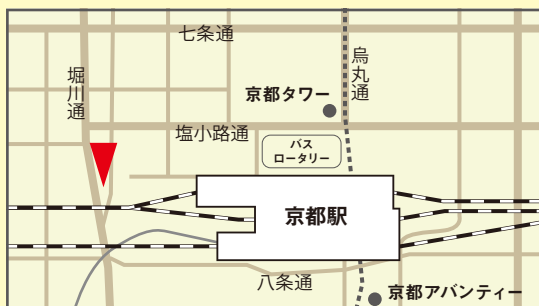 七条通
堀川通
烏丸通
京都タワー
塩小路通
バス
ロータリー
京都駅
八条通
京都アバンティー